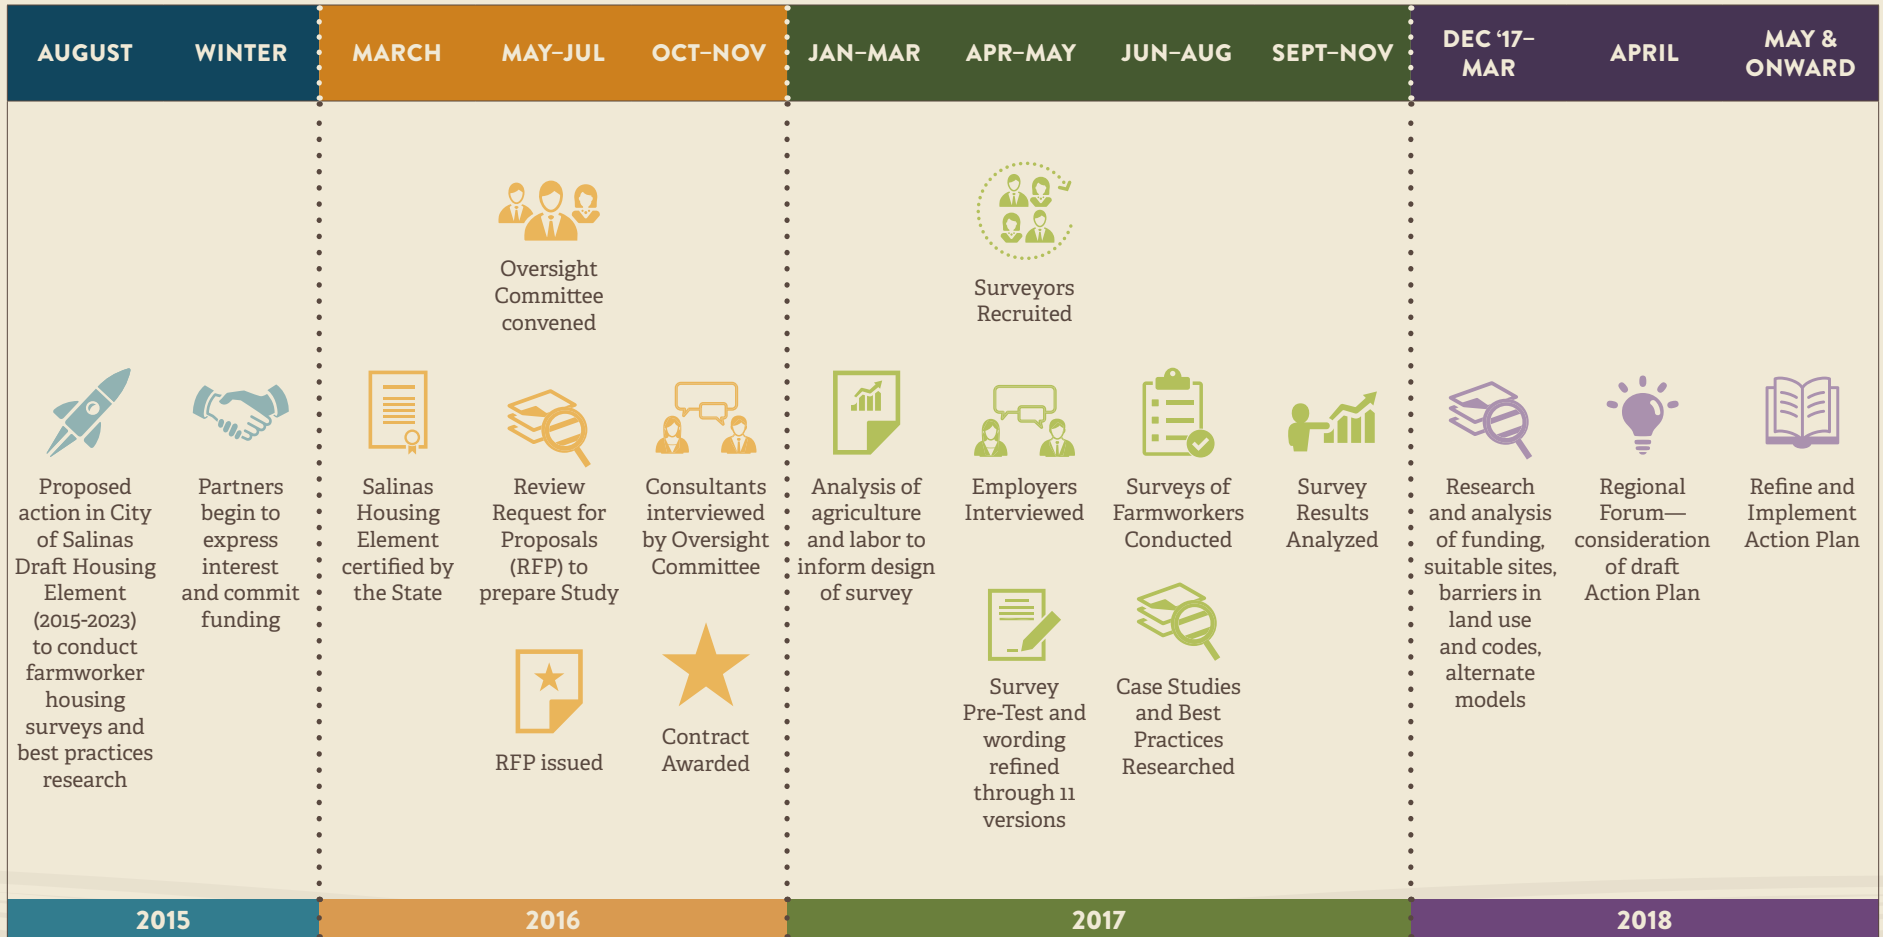 AUGUST
WINTER
MARCH
MAY–JUL
OCT–NOV
JAN–MAR
APR–MAY
JUN–AUG
SEPT–NOV
DEC ‘17–
MAR
APRIL
MAY &
ONWARD
Proposed
action in City
of Salinas
Draft Housing
Element
(2015-2023)
to conduct
farmworker
housing
surveys and
best practices
research
Partners
begin to
express
interest
and commit
funding
Salinas
Housing
Element
certified by
the State
Oversight
Committee
convened
Review
Request for
Proposals
(RFP) to
prepare Study
RFP issued
Consultants
interviewed
by Oversight
Committee
Contract
Awarded
Analysis of
agriculture
and labor to
inform design
of survey
Surveyors
Recruited
Employers
Interviewed
Survey
Pre-Test and
wording
refined
through 11
versions
Surveys of
Farmworkers
Conducted
Case Studies
and Best
Practices
Researched
Survey
Results
Analyzed
Research
and analysis
of funding,
suitable sites,
barriers in
land use
and codes,
alternate
models
Regional
Forum—
consideration
of draft
Action Plan
Refine and
Implement
Action Plan
2015
2016
2017
2018